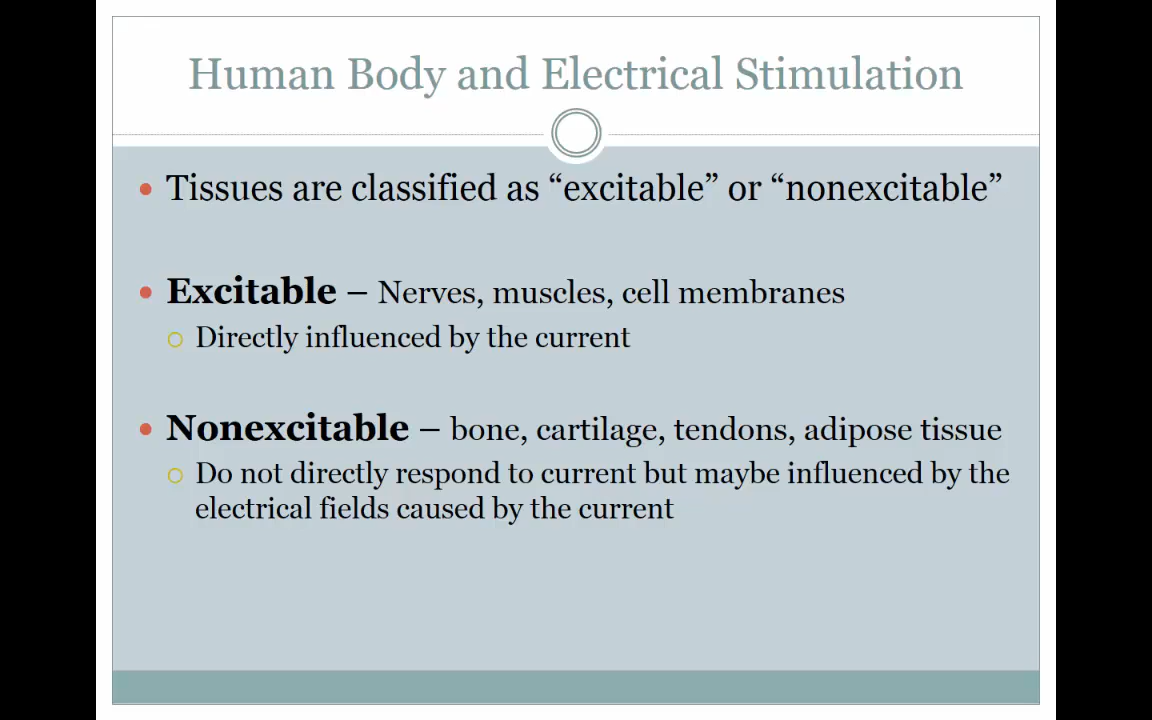 Human Body and Electrical Stimulation
• Tissues are classified as “excitable” or “nonexcitable”
• Excitable – Nerves, muscles, cell membranes
○ Directly influenced by the current
• Nonexcitable – bone, cartilage, tendons, adipose tissue
○ Do not directly respond to current but maybe influenced by the
electrical fields caused by the current